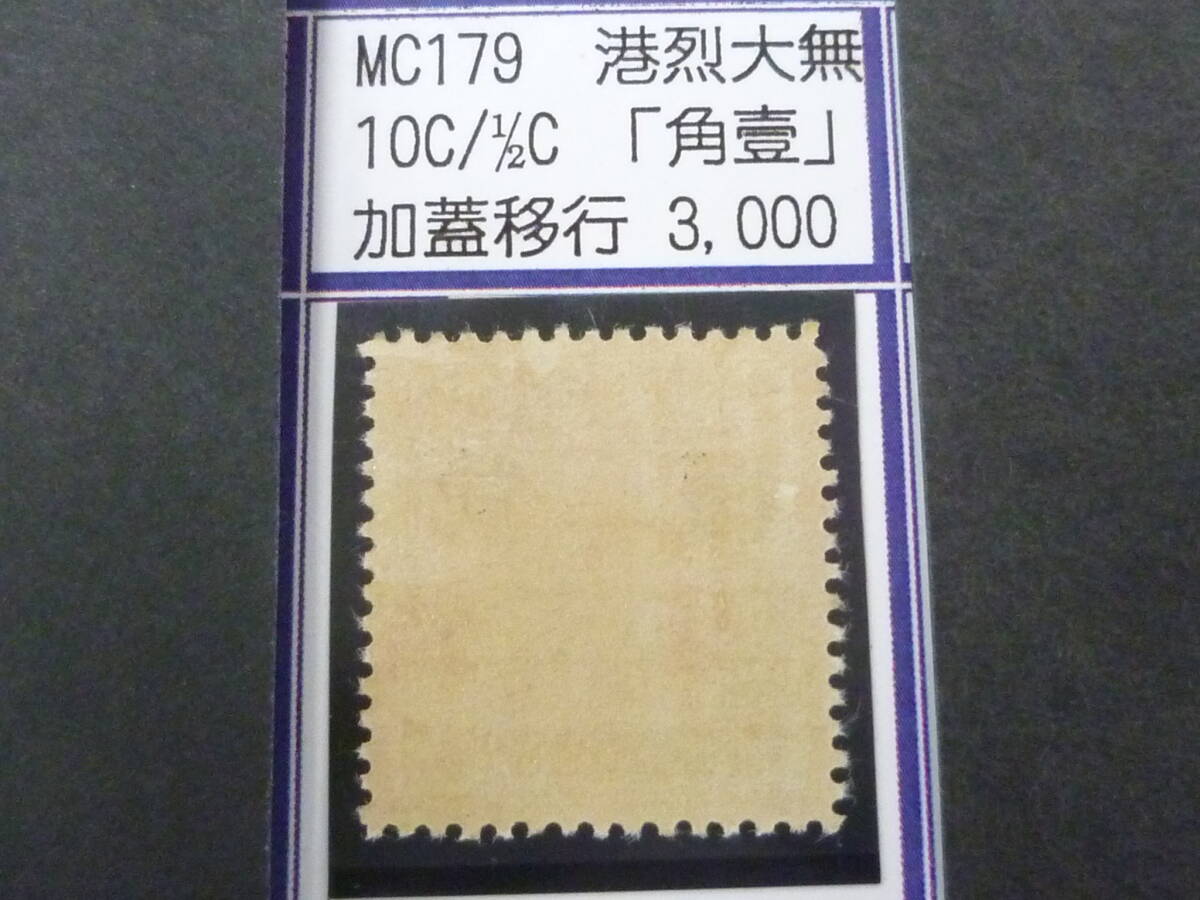 MC179 港烈大無
10C/½C 「角壹」
加蓋移行 3,000